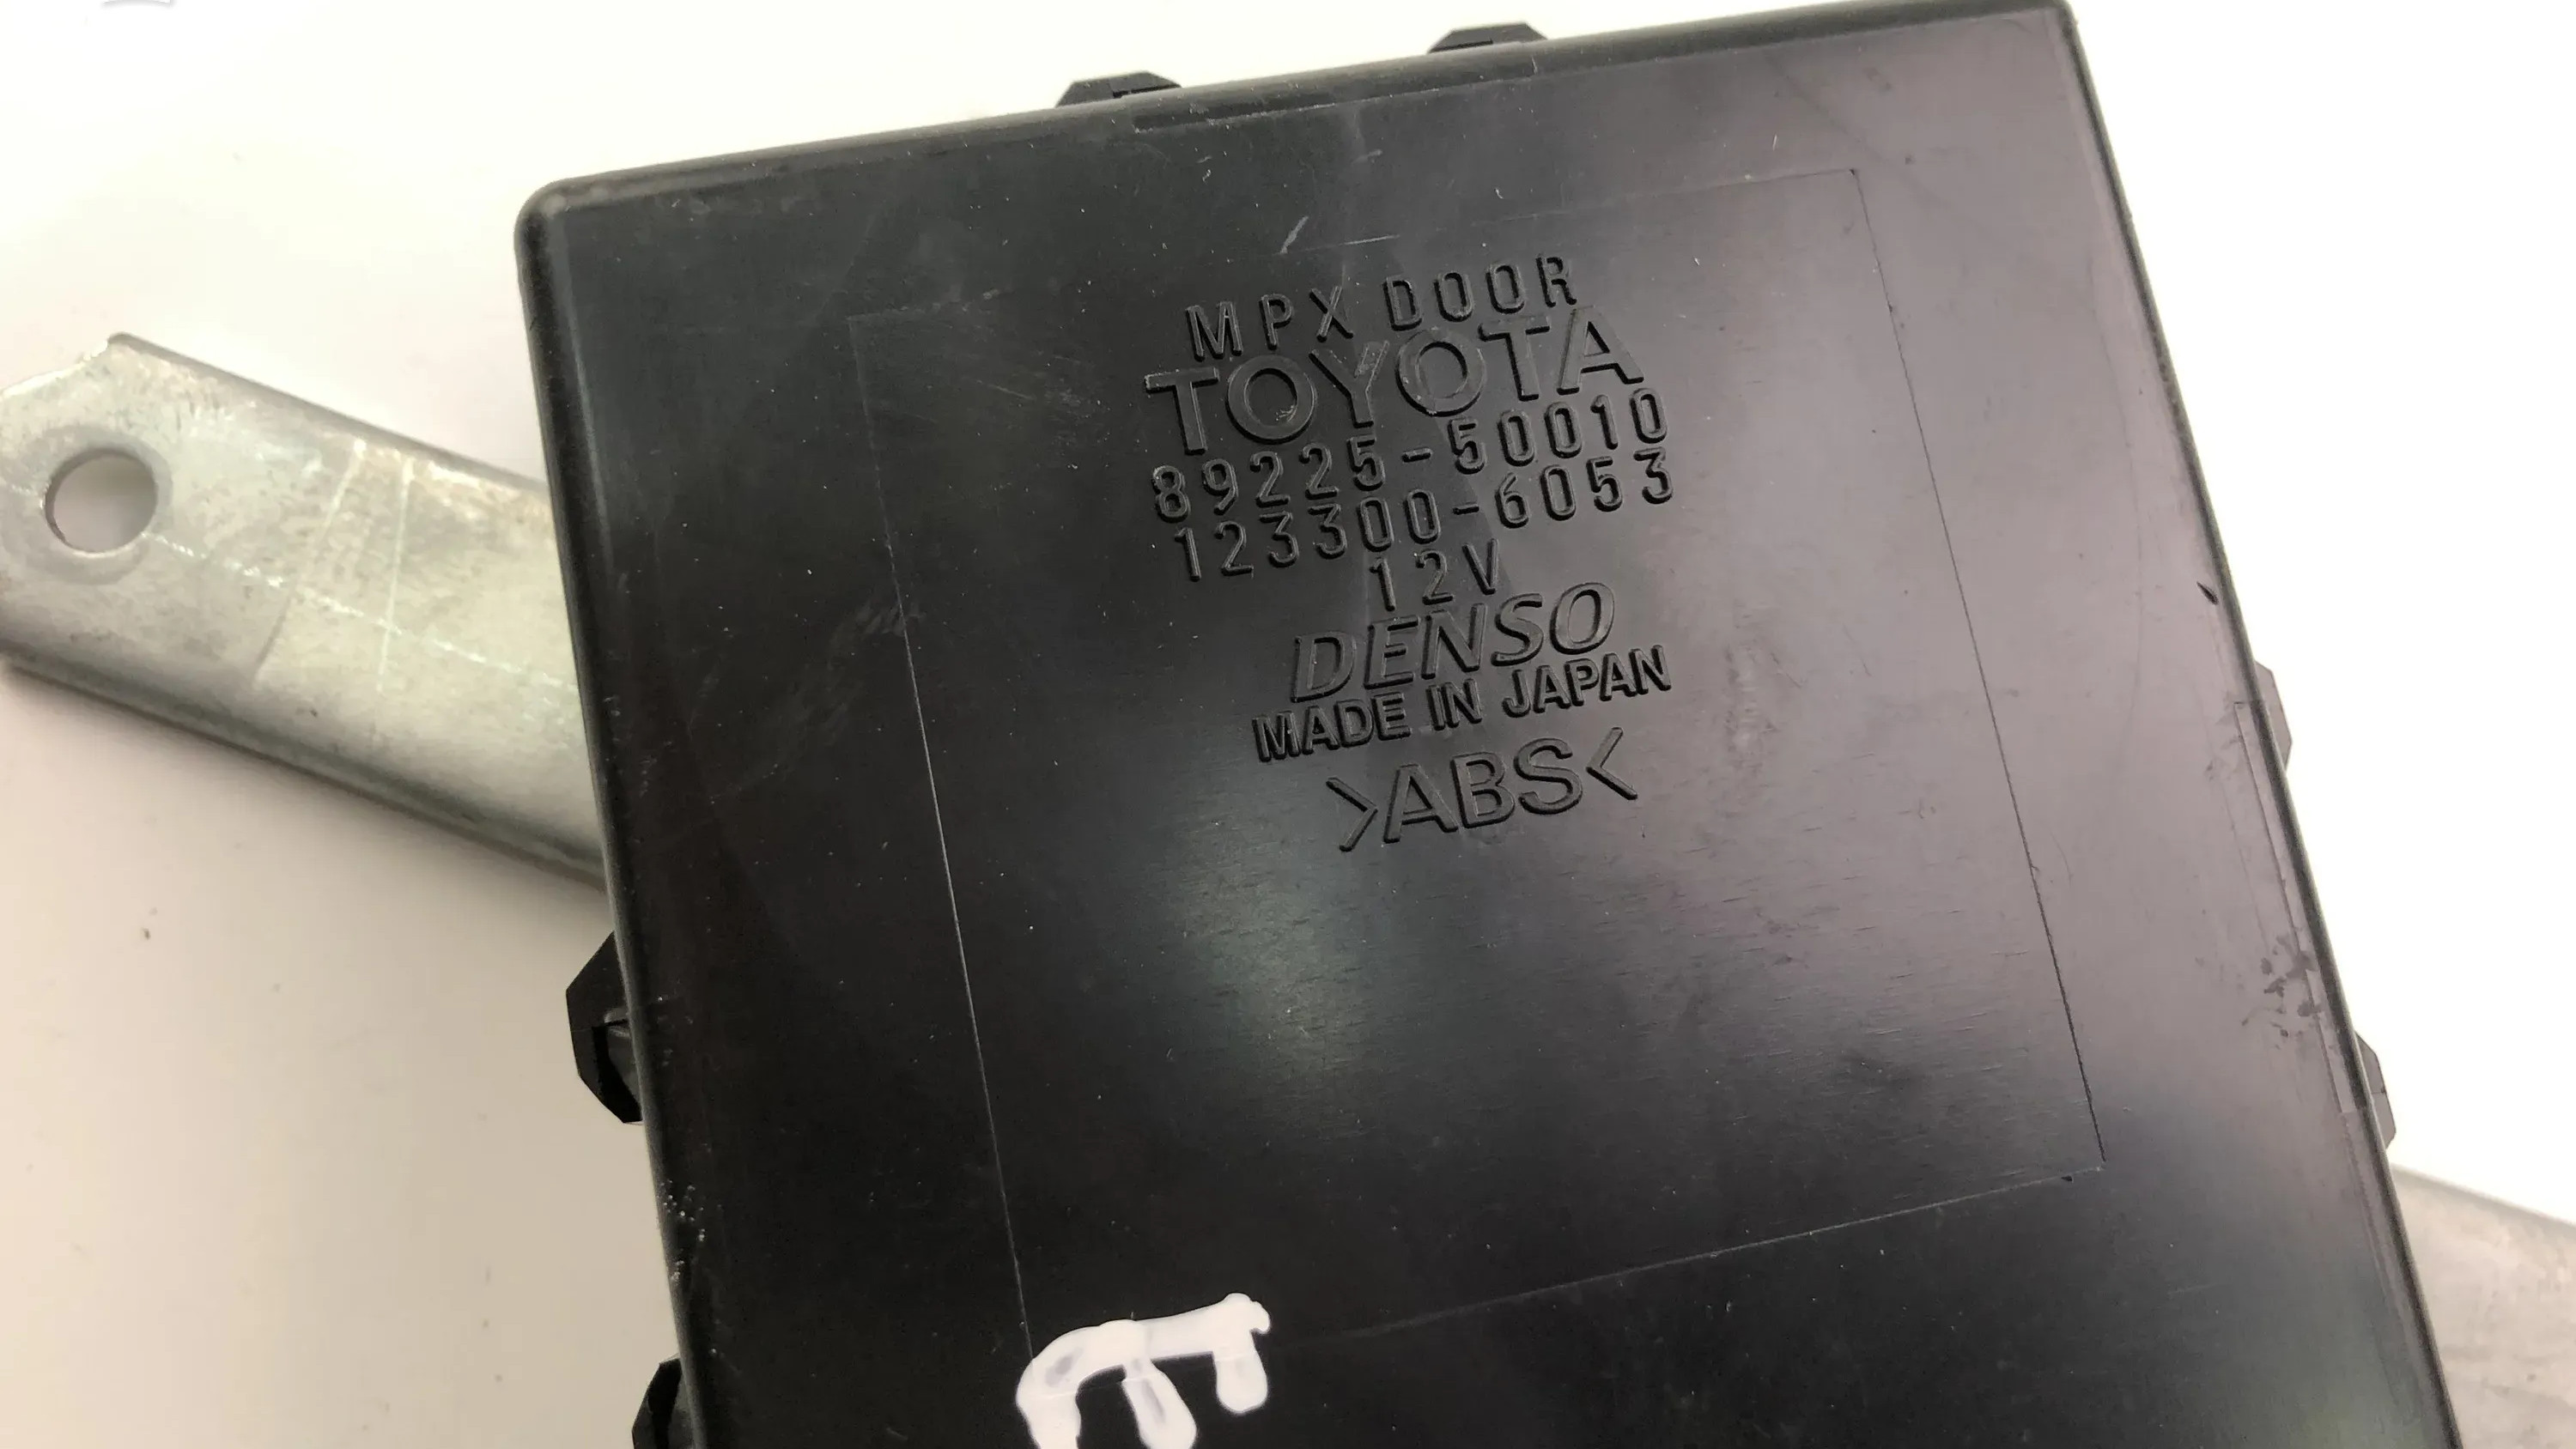 MPX DOOR
TOYOTA
89225-50010
123300-6053
12V
DENSO
MADE IN JAPAN
>ABS<